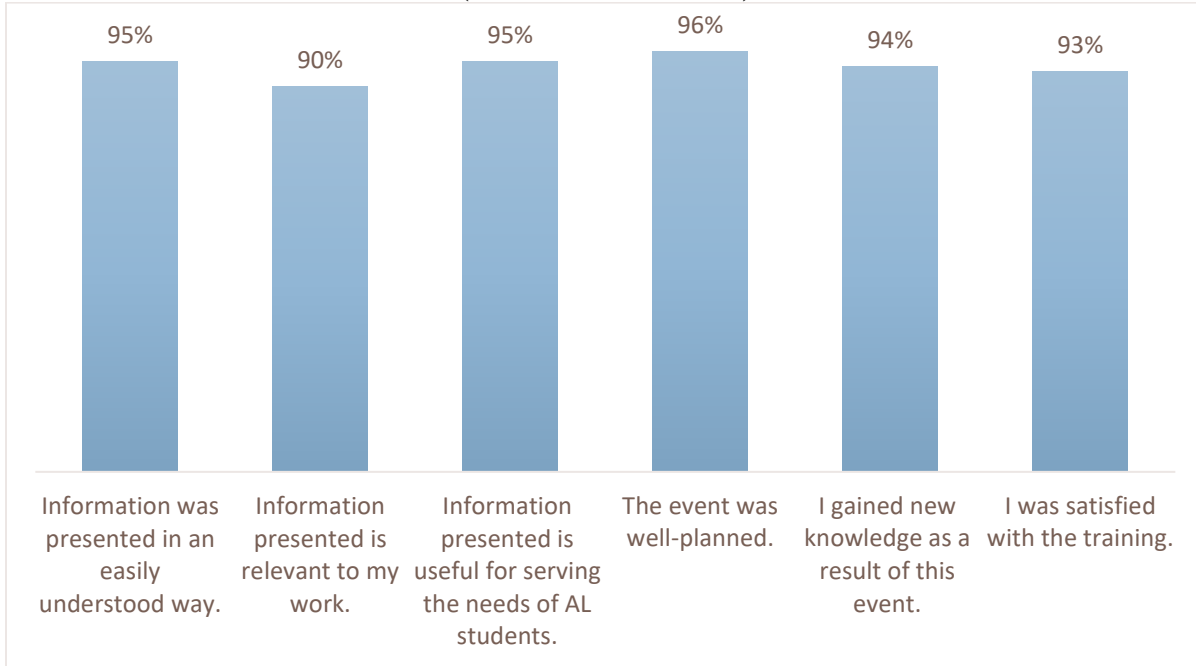 95%
90%
95%
96%
94%
93%
Information was
presented in an
easily
understood way.
Information
presented is
relevant to my
work.
Information
presented is
useful for serving
the needs of AL
students.
The event was
well-planned.
I gained new
knowledge as a
result of this
event.
I was satisfied
with the training.